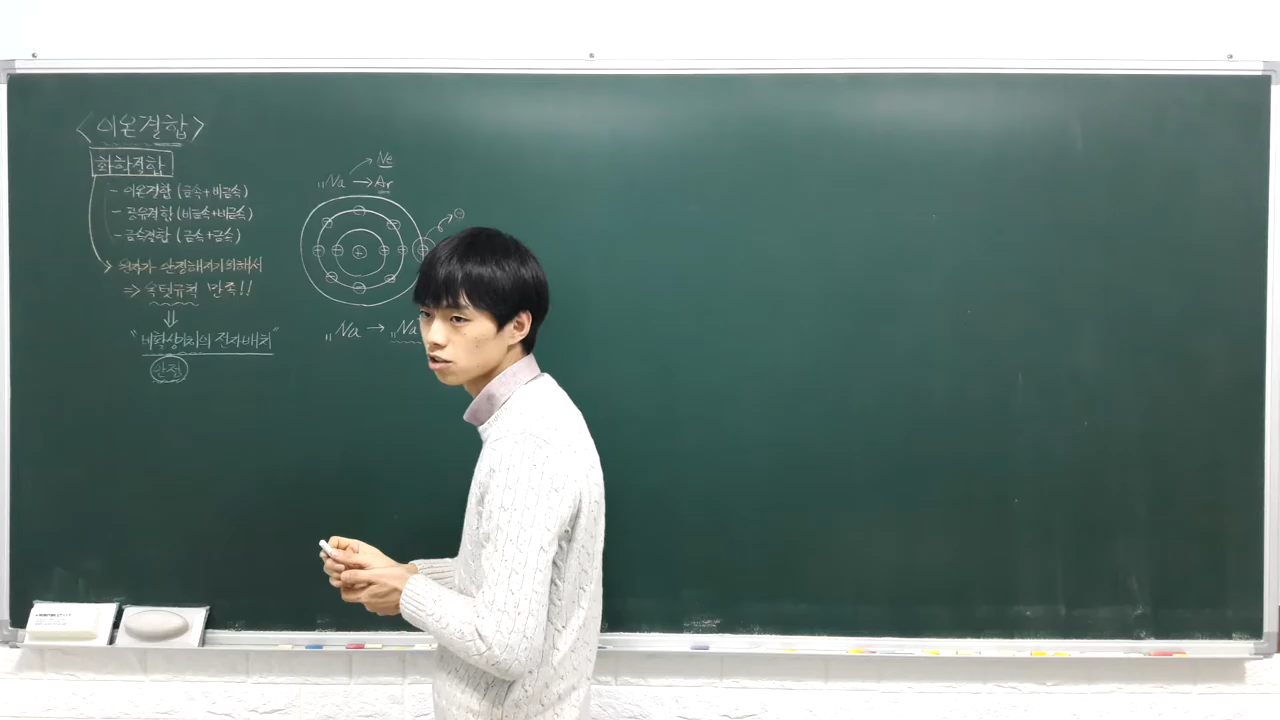 <이온결합>
화학결합
- 이온결합 (금속+비금속)
- 공유결합 (비금속+비금속)
- 금속결합 (금속+금속)
원자가 안정해지기위해서
⇒ 옥텟규칙 만족!!
⇓
"비활성기체의 전자배치"
안정
Ne
₁₁Na → Ar
₁₁Na → ₁₁Na